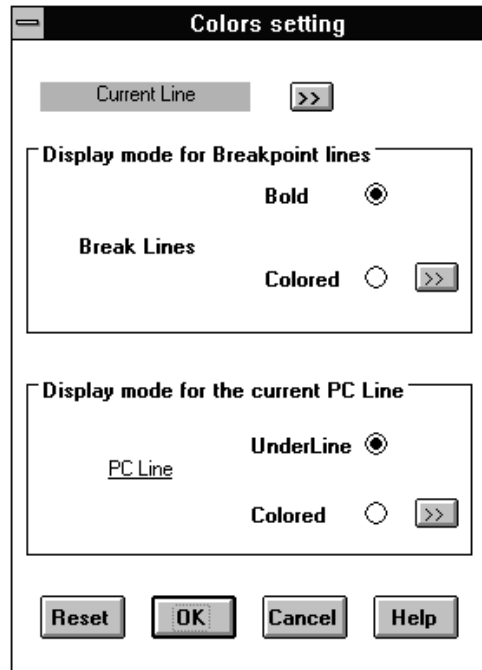 Colors setting
Current Line >>
Display mode for Breakpoint lines
Bold
Break Lines
Colored >>
Display mode for the current PC Line
UnderLine
PC Line
Colored >>
Reset OK Cancel Help